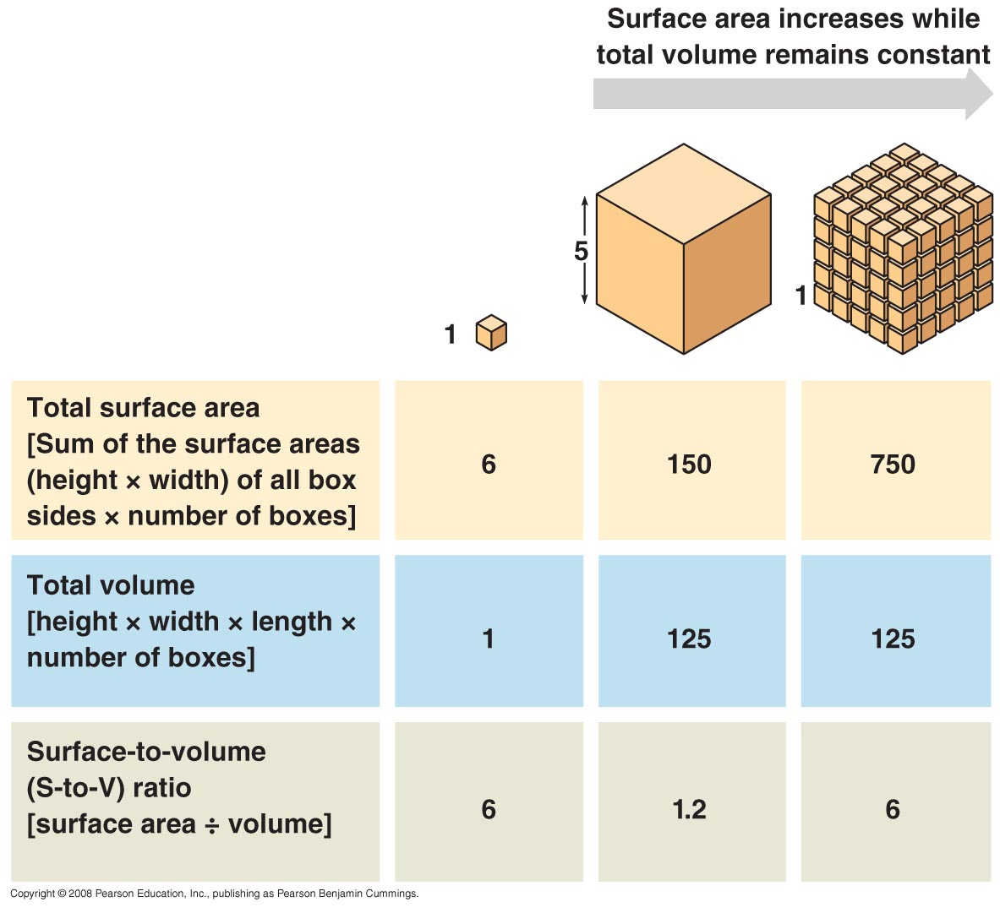 Surface area increases while
total volume remains constant
5
1
1
Total surface area
[Sum of the surface areas
(height × width) of all box
sides × number of boxes]
6
150
750
Total volume
[height × width × length ×
number of boxes]
1
125
125
Surface-to-volume
(S-to-V) ratio
[surface area ÷ volume]
6
1.2
6
Copyright © 2008 Pearson Education, Inc., publishing as Pearson Benjamin Cummings.